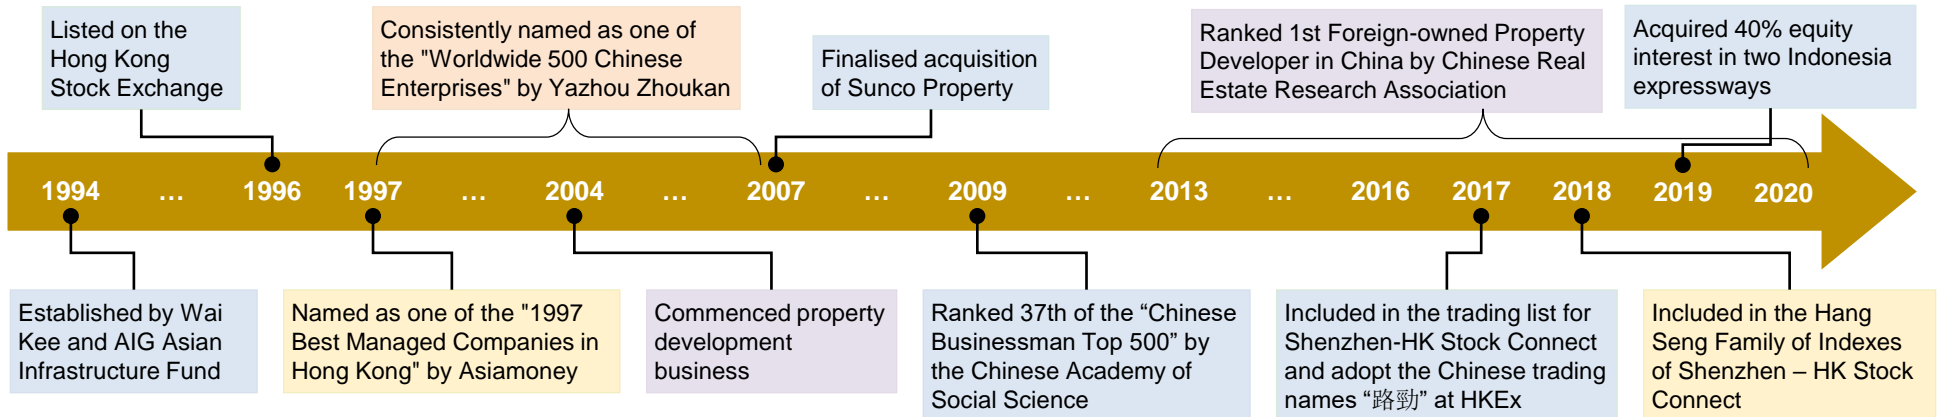 Listed on the
Hong Kong
Stock Exchange
Consistently named as one of
the "Worldwide 500 Chinese
Enterprises" by Yazhou Zhoukan
Finalised acquisition
of Sunco Property
Ranked 1st Foreign-owned Property
Developer in China by Chinese Real
Estate Research Association
Acquired 40% equity
interest in two Indonesia
expressways
1994 … 1996 1997 … 2004 … 2007 … 2009 … 2013 … 2016 2017 2018 2019 2020
Established by Wai
Kee and AIG Asian
Infrastructure Fund
Named as one of the "1997
Best Managed Companies in
Hong Kong" by Asiamoney
Commenced property
development
business
Ranked 37th of the “Chinese
Businessman Top 500” by
the Chinese Academy of
Social Science
Included in the trading list for
Shenzhen-HK Stock Connect
and adopt the Chinese trading
names “路勁” at HKEx
Included in the Hang
Seng Family of Indexes
of Shenzhen – HK Stock
Connect